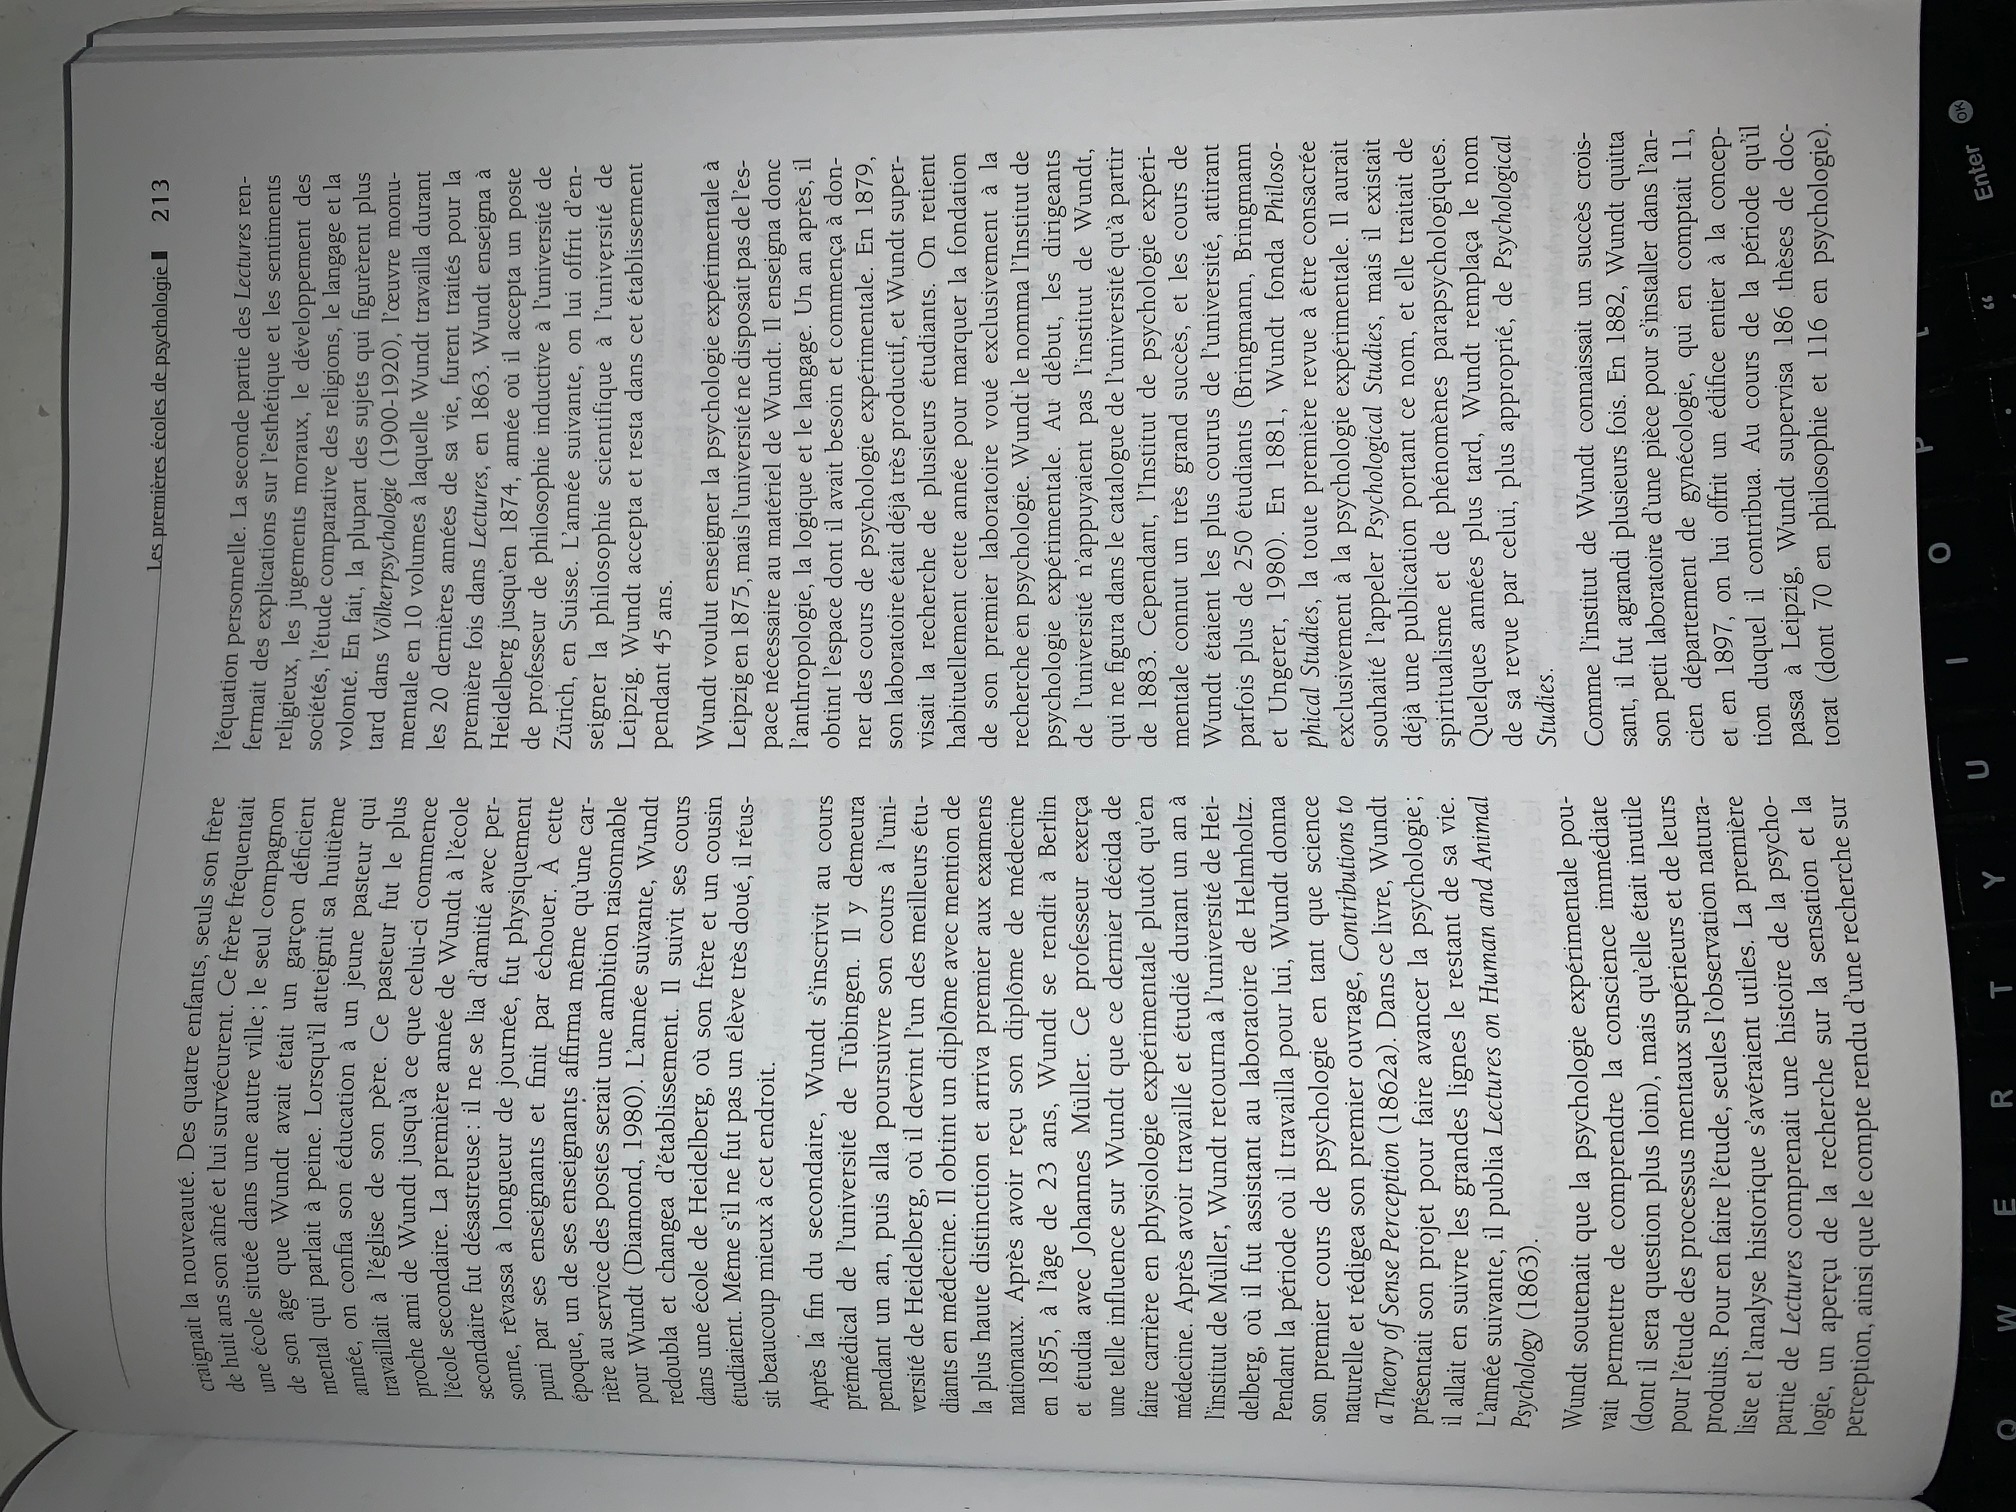 Les premières écoles de psychologie 213
craignait la nouveauté. Des quatre enfants, seuls son frère
de huit ans son aîné et lui survécurent. Ce frère fréquentait
une école située dans une autre ville ; le seul compagnon
de son âge que Wundt avait était un garçon déficient
mental qui parlait à peine. Lorsqu'il atteignit sa huitième
année, on confia son éducation à un jeune pasteur qui
travaillait à l'église de son père. Ce pasteur fut le plus
proche ami de Wundt jusqu'à ce que celui-ci commence
l'école secondaire. La première année de Wundt à l'école
secondaire fut désastreuse : il ne se lia d'amitié avec per-
sonne, rêvassa à longueur de journée, fut physiquement
puni par ses enseignants et finit par échouer. À cette
époque, un de ses enseignants affirma même qu'une car-
rière au service des postes serait une ambition raisonnable
pour Wundt (Diamond, 1980). L'année suivante, Wundt
redoubla et changea d'établissement. Il suivit ses cours
dans une école de Heidelberg, où son frère et un cousin
étudiaient. Même s'il ne fut pas un élève très doué, il réus-
sit beaucoup mieux à cet endroit.
Après la fin du secondaire, Wundt s'inscrivit au cours
prémédical de l'université de Tübingen. Il y demeura
pendant un an, puis alla poursuivre son cours à l'uni-
versité de Heidelberg, où il devint l'un des meilleurs étu-
diants en médecine. Il obtint un diplôme avec mention de
la plus haute distinction et arriva premier aux examens
nationaux. Après avoir reçu son diplôme de médecine
en 1855, à l'âge de 23 ans, Wundt se rendit à Berlin
et étudia avec Johannes Müller. Ce professeur exerça
une telle influence sur Wundt que ce dernier décida de
faire carrière en physiologie expérimentale plutôt qu'en
médecine. Après avoir travaillé et étudié durant un an à
l'institut de Müller, Wundt retourna à l'université de Hei-
delberg, où il fut assistant au laboratoire de Helmholtz.
Pendant la période où il travailla pour lui, Wundt donna
son premier cours de psychologie en tant que science
naturelle et rédigea son premier ouvrage, Contributions to
a Theory of Sense Perception (1862a). Dans ce livre, Wundt
présentait son projet pour faire avancer la psychologie ;
il allait en suivre les grandes lignes le restant de sa vie.
L'année suivante, il publia Lectures on Human and Animal
Psychology (1863).
Wundt soutenait que la psychologie expérimentale pou-
vait permettre de comprendre la conscience immédiate
(dont il sera question plus loin), mais qu'elle était inutile
pour l'étude des processus mentaux supérieurs et de leurs
produits. Pour en faire l'étude, seules l'observation natura-
liste et l'analyse historique s'avéraient utiles. La première
partie de Lectures comprenait une histoire de la psycho-
logie, un aperçu de la recherche sur la sensation et la
perception, ainsi que le compte rendu d'une recherche sur
l'équation personnelle. La seconde partie des Lectures ren-
fermait des explications sur l'esthétique et les sentiments
religieux, les jugements moraux, le développement des
sociétés, l'étude comparative des religions, le langage et la
volonté. En fait, la plupart des sujets qui figurèrent plus
tard dans Völkerpsychologie (1900-1920), l'œuvre monu-
mentale en 10 volumes à laquelle Wundt travailla durant
les 20 dernières années de sa vie, furent traités pour la
première fois dans Lectures, en 1863. Wundt enseigna à
Heidelberg jusqu'en 1874, année où il accepta un poste
de professeur de philosophie inductive à l'université de
Zürich, en Suisse. L'année suivante, on lui offrit d'en-
seigner la philosophie scientifique à l'université de
Leipzig. Wundt accepta et resta dans cet établissement
pendant 45 ans.
Wundt voulut enseigner la psychologie expérimentale à
Leipzig en 1875, mais l'université ne disposait pas de l'es-
pace nécessaire au matériel de Wundt. Il enseigna donc
l'anthropologie, la logique et le langage. Un an après, il
obtint l'espace dont il avait besoin et commença à don-
ner des cours de psychologie expérimentale. En 1879,
son laboratoire était déjà très productif, et Wundt super-
visait la recherche de plusieurs étudiants. On retient
habituellement cette année pour marquer la fondation
de son premier laboratoire voué exclusivement à la
recherche en psychologie. Wundt le nomma l'Institut de
psychologie expérimentale. Au début, les dirigeants
de l'université n'appuyaient pas l'institut de Wundt,
qui ne figura dans le catalogue de l'université qu'à partir
de 1883. Cependant, l'Institut de psychologie expéri-
mentale connut un très grand succès, et les cours de
Wundt étaient les plus courus de l'université, attirant
parfois plus de 250 étudiants (Bringmann, Bringmann
et Ungerer, 1980). En 1881, Wundt fonda Philoso-
phical Studies, la toute première revue à être consacrée
exclusivement à la psychologie expérimentale. Il aurait
souhaité l'appeler Psychological Studies, mais il existait
déjà une publication portant ce nom, et elle traitait de
spiritualisme et de phénomènes parapsychologiques.
Quelques années plus tard, Wundt remplaça le nom
de sa revue par celui, plus approprié, de Psychological
Studies.
Comme l'institut de Wundt connaissait un succès crois-
sant, il fut agrandi plusieurs fois. En 1882, Wundt quitta
son petit laboratoire d'une pièce pour s'installer dans l'an-
cien département de gynécologie, qui en comptait 11,
et en 1897, on lui offrit un édifice entier à la concep-
tion duquel il contribua. Au cours de la période qu'il
passa à Leipzig, Wundt supervisa 186 thèses de doc-
torat (dont 70 en philosophie et 116 en psychologie).
Q W E R T Y U I O P
Enter OK